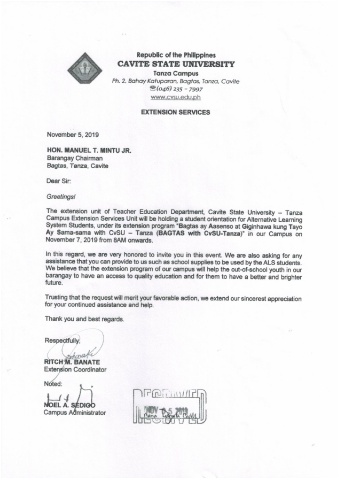 Republic of the Philippines
CAVITE STATE UNIVERSITY
Tanza Campus
Ph. 2, Bahay Katuparan, Bagtas, Tanza, Cavite
☎(046) 235 - 7997
www.cvsu.edu.ph
EXTENSION SERVICES
November 5, 2019
HON. MANUEL T. MINTU JR.
Barangay Chairman
Bagtas, Tanza, Cavite
Dear Sir:
Greetings!
The extension unit of Teacher Education Department, Cavite State University – Tanza
Campus Extension Services Unit will be holding a student orientation for Alternative Learning
System Students, under its extension program "Bagtas ay Aasenso at Giginhawa kung Tayo
Ay Sama-sama with CvSU – Tanza (BAGTAS with CvSU-Tanza)" in our Campus on
November 7, 2019 from 8AM onwards.
In this regard, we are very honored to invite you in this event. We are also asking for any
assistance that you can provide to us such as school supplies to be used by the ALS students.
We believe that the extension program of our campus will help the out-of-school youth in our
barangay to have an access to quality education and for them to have a better and brighter
future.
Trusting that the request will merit your favorable action, we extend our sincerest appreciation
for your continued assistance and help.
Thank you and best regards.
Respectfully,
RITCH M. BANATE
Extension Coordinator
Noted:
NOEL A. SEDIGO
Campus Administrator
RECEIVED
NOV 05 2019